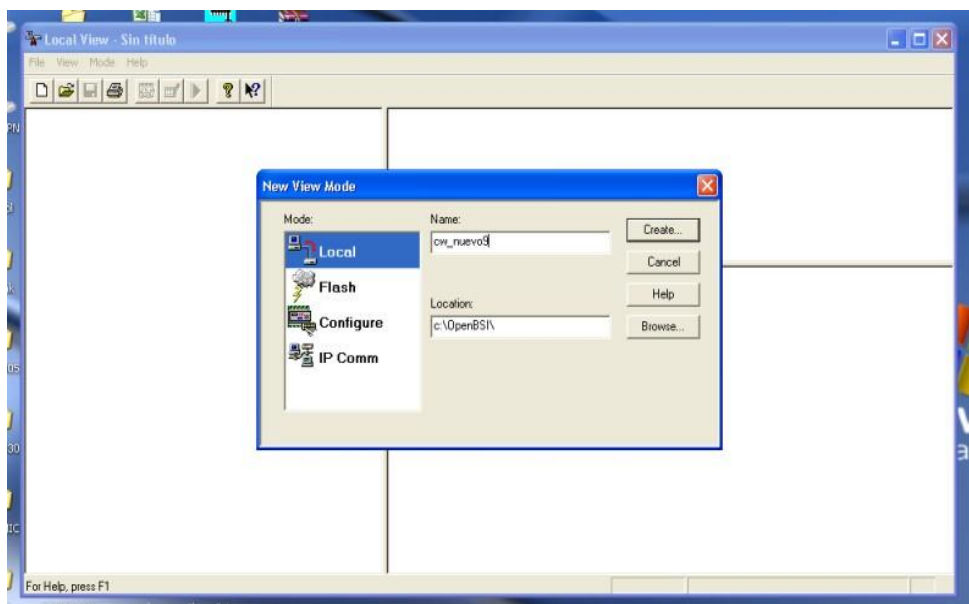 Local View - Sin título
File View Mode Help
New View Mode
Mode:
Local
Flash
Configure
IP Comm
Name:
cw_nuevo9
Location:
c:\OpenBSI\
Create...
Cancel
Help
Browse...
For Help, press F1